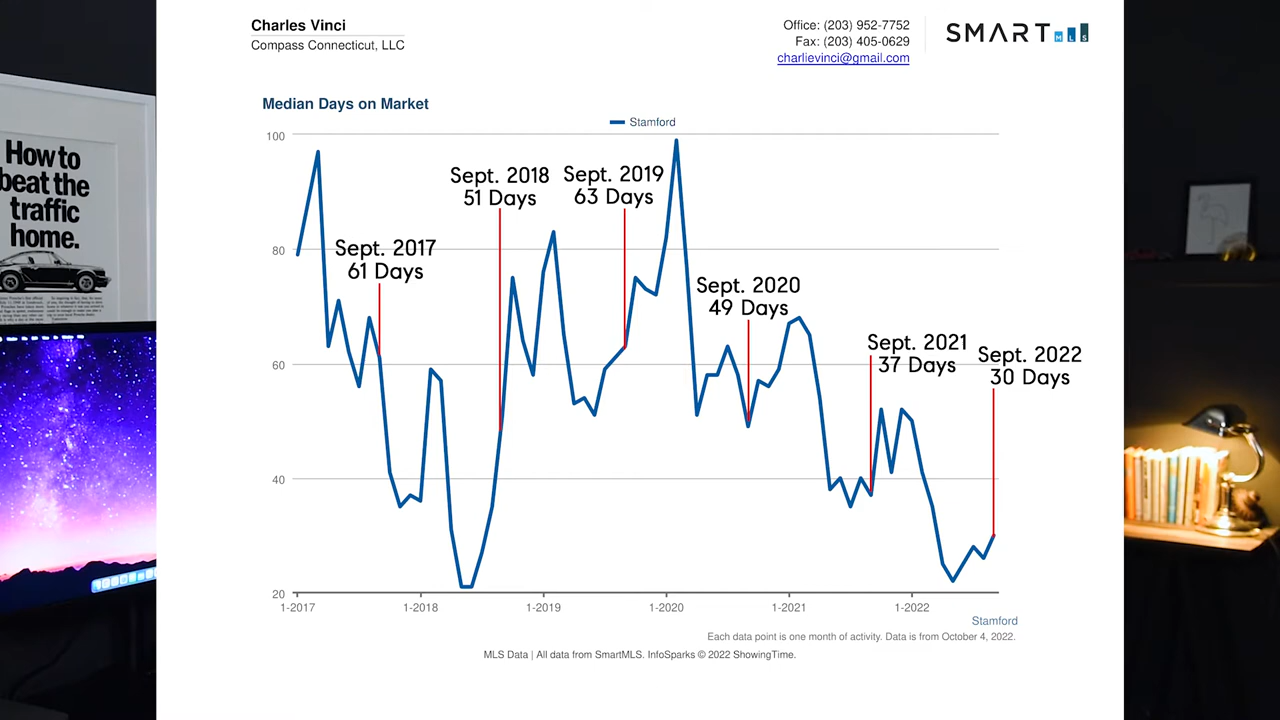 Charles Vinci
Compass Connecticut, LLC
Office: (203) 952-7752
Fax: (203) 405-0629
charlievinci@gmail.com
SMART MLS
Median Days on Market
Stamford
100
80
60
40
20
Sept. 2017
61 Days
Sept. 2018
51 Days
Sept. 2019
63 Days
Sept. 2020
49 Days
Sept. 2021
37 Days
Sept. 2022
30 Days
1-2017
1-2018
1-2019
1-2020
1-2021
1-2022
Stamford
Each data point is one month of activity. Data is from October 4, 2022.
MLS Data | All data from SmartMLS. InfoSparks © 2022 ShowingTime.
How to
beat the
traffic
home.